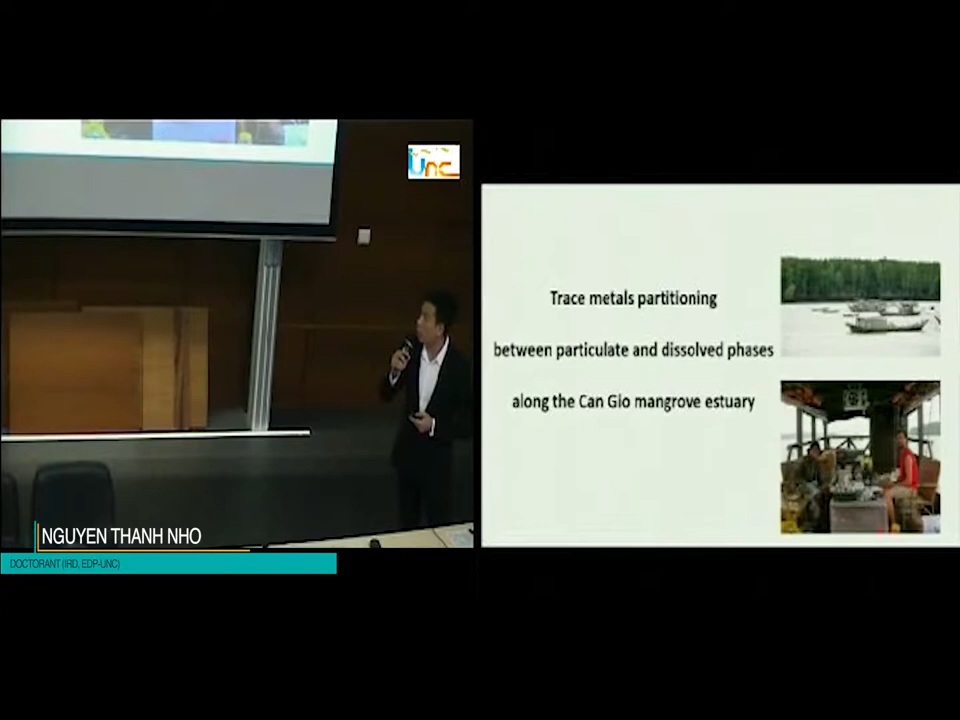 Unc
NGUYEN THANH NHO
DOCTORANT (IRD, EDP-UNC)
Trace metals partitioning
between particulate and dissolved phases
along the Can Gio mangrove estuary